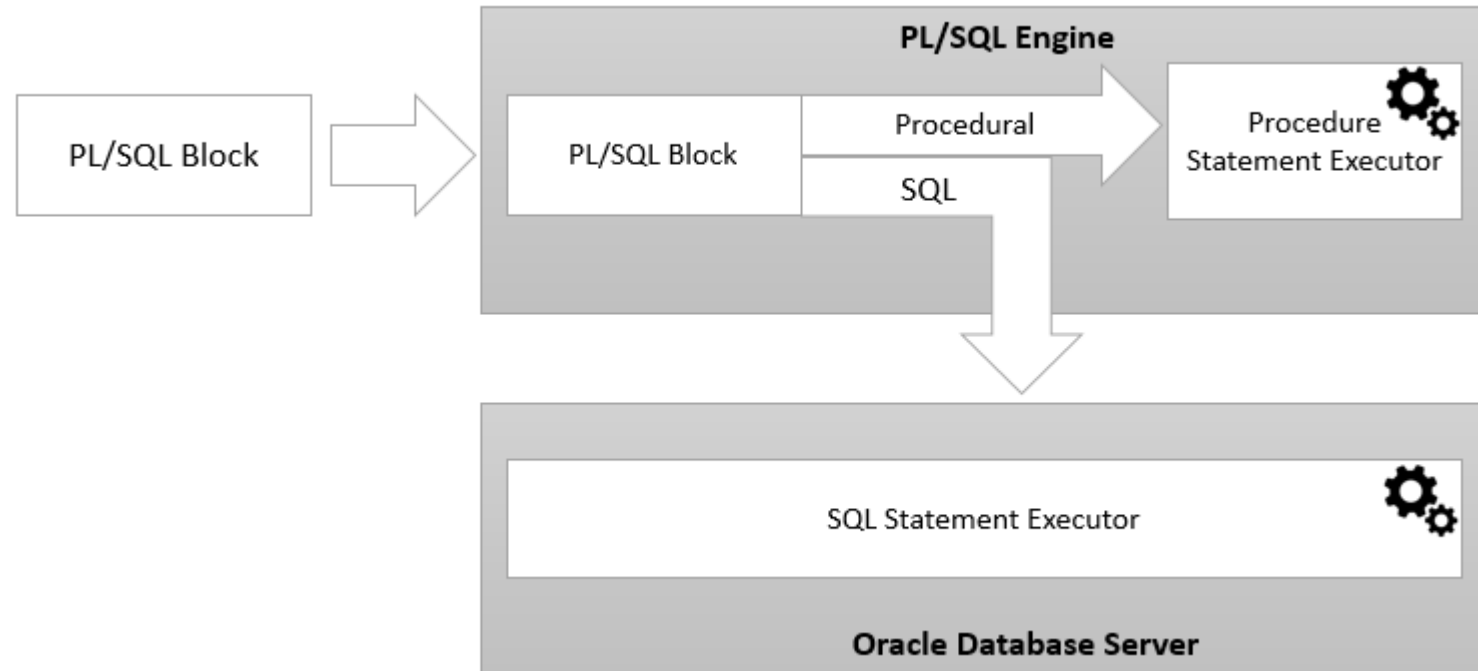 PL/SQL Engine
PL/SQL Block
PL/SQL Block
Procedural
SQL
Procedure
Statement Executor
SQL Statement Executor
Oracle Database Server